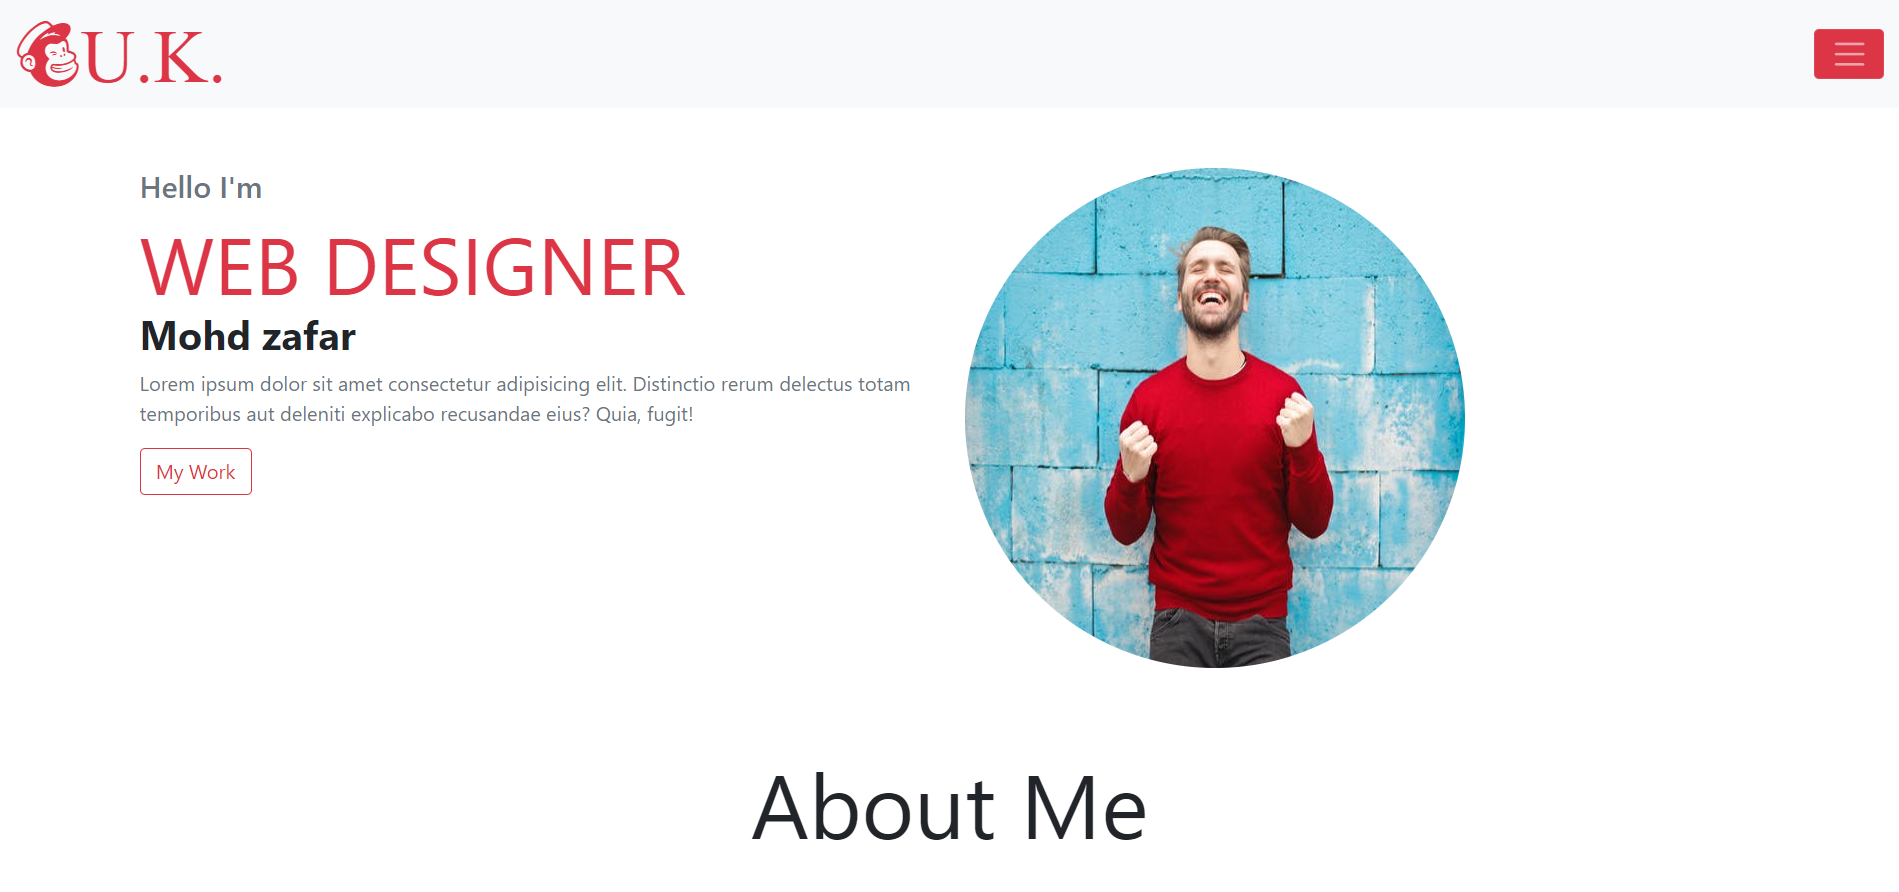 U.K.
Hello I'm
WEB DESIGNER
Mohd zafar
Lorem ipsum dolor sit amet consectetur adipisicing elit. Distinctio rerum delectus totam
temporibus aut deleniti explicabo recusandae eius? Quia, fugit!
My Work
About Me